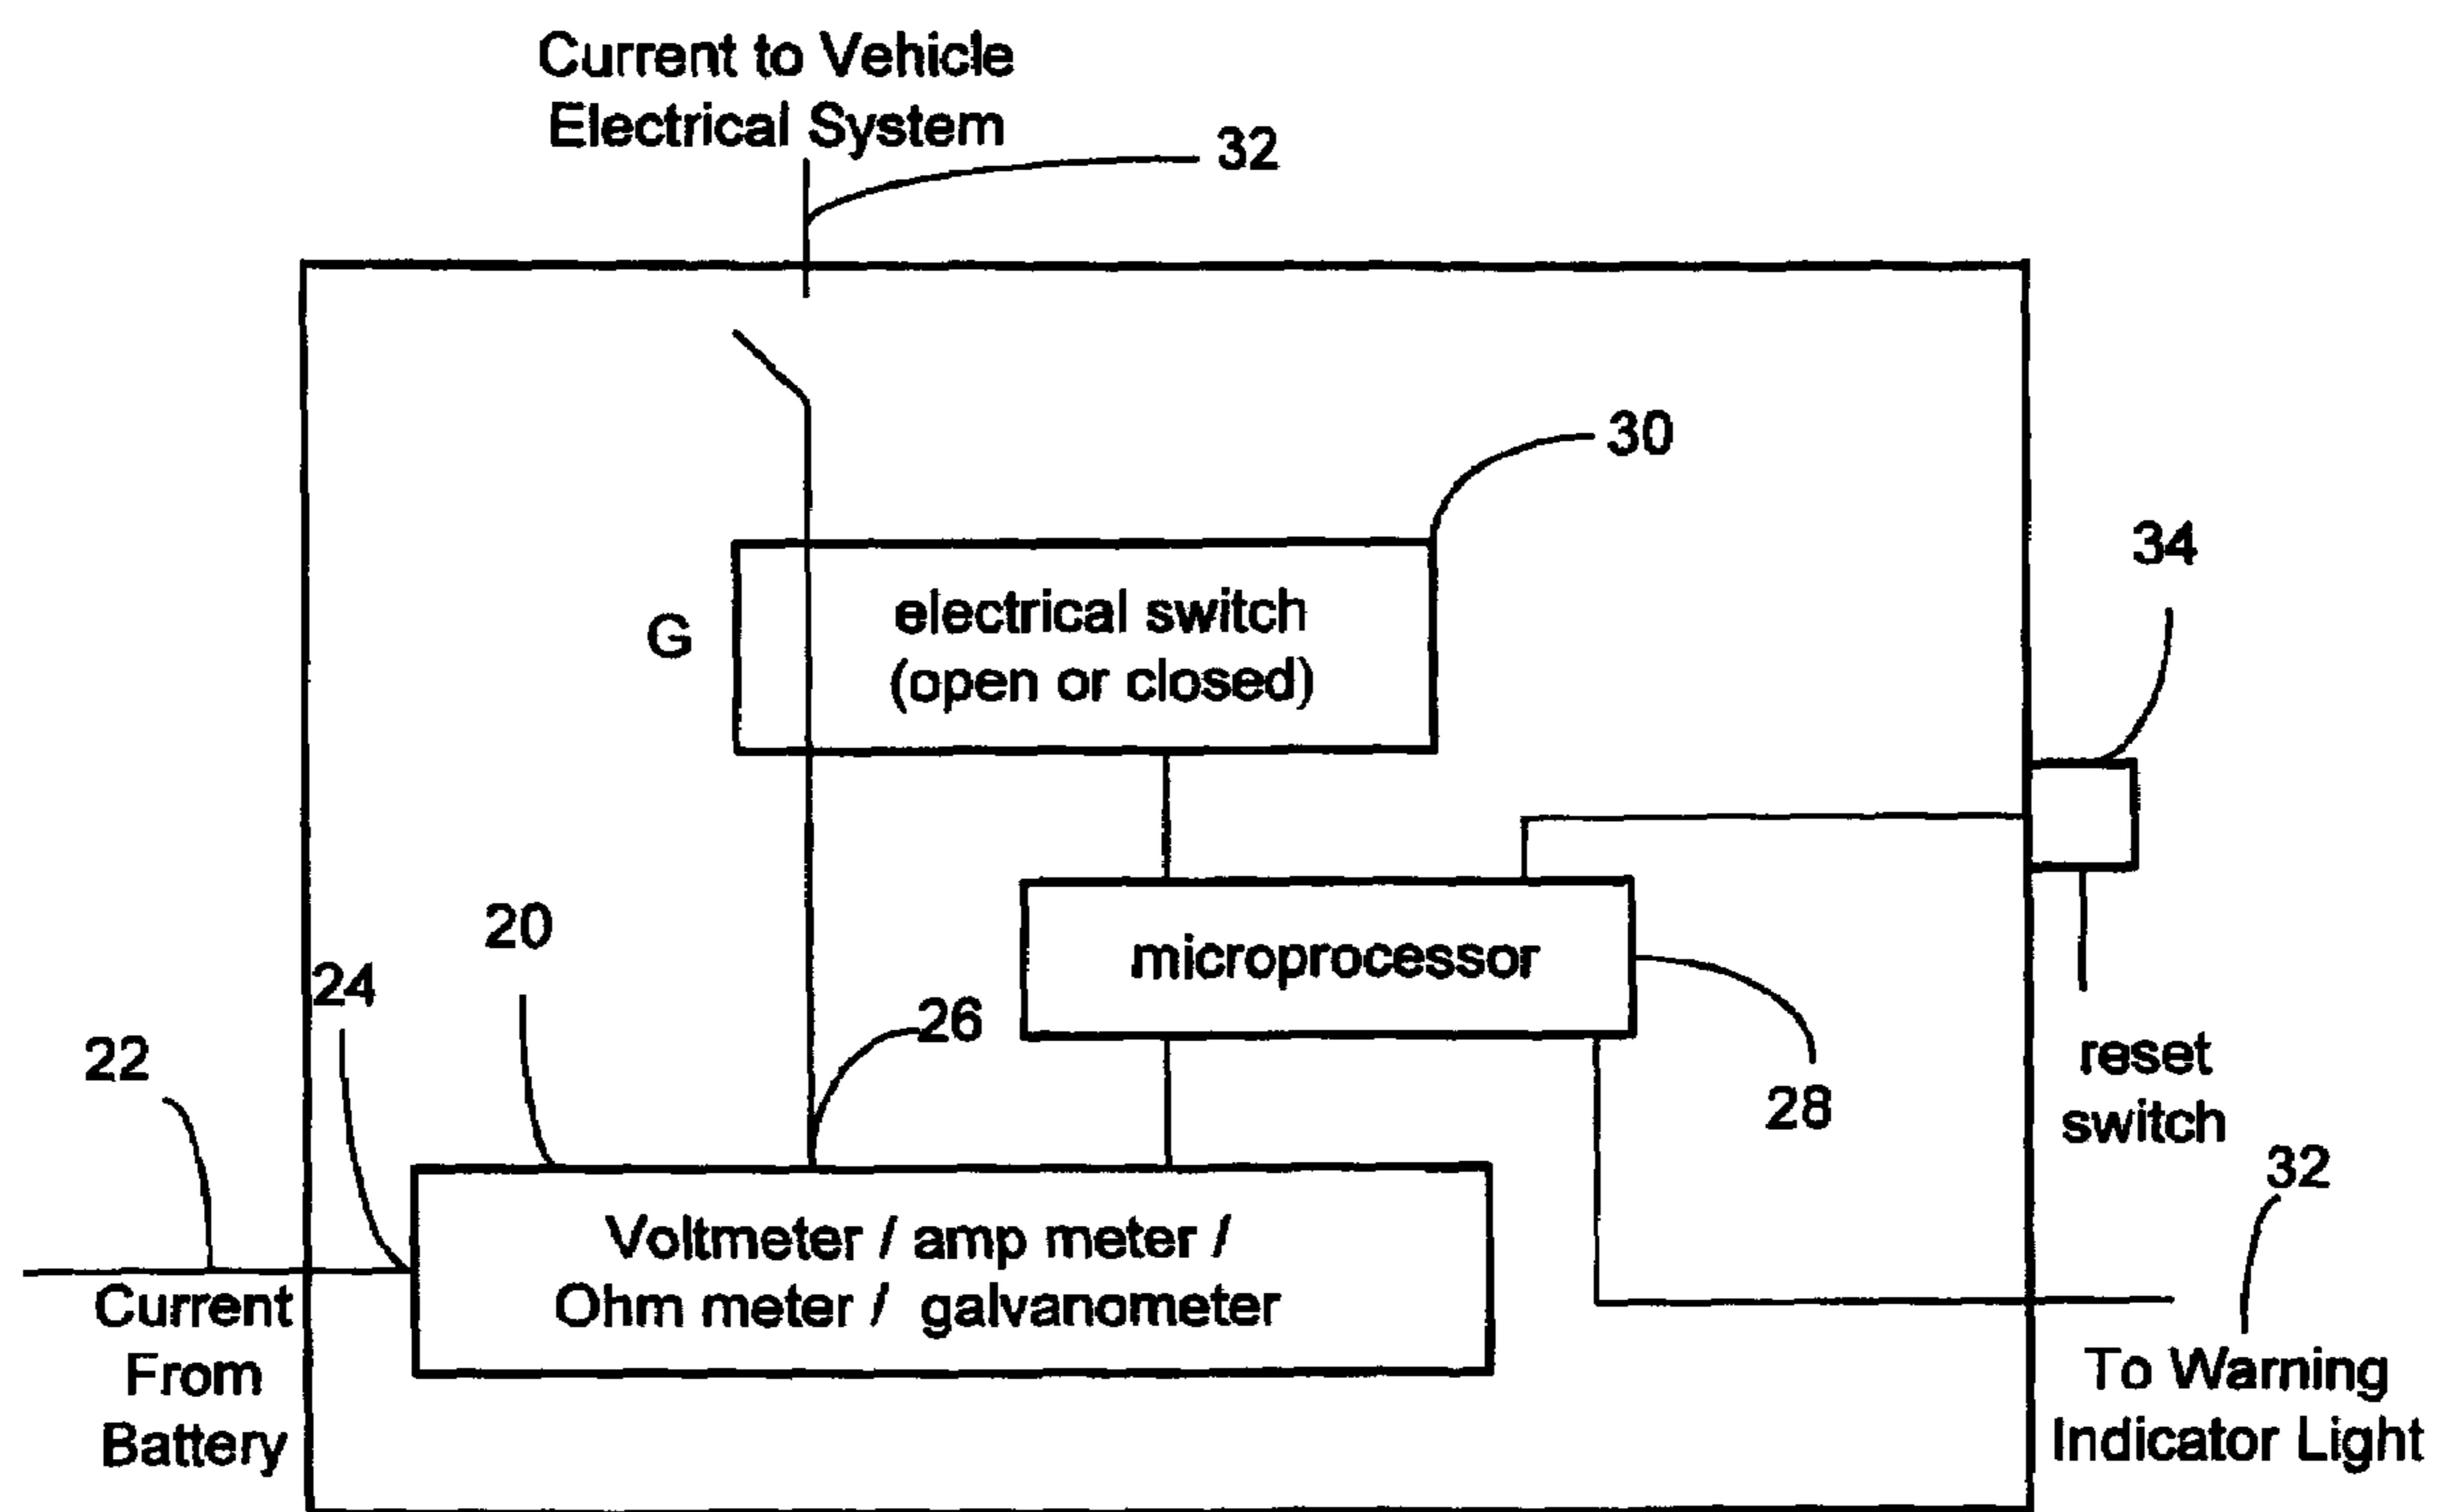 Current to Vehicle
Electrical System
32
30
34
electrical switch
(open or closed)
G
20
24
26
microprocessor
22
28
reset
switch
32
Voltmeter / amp meter /
Ohm meter / galvanometer
Current
From
Battery
To Warning
Indicator Light